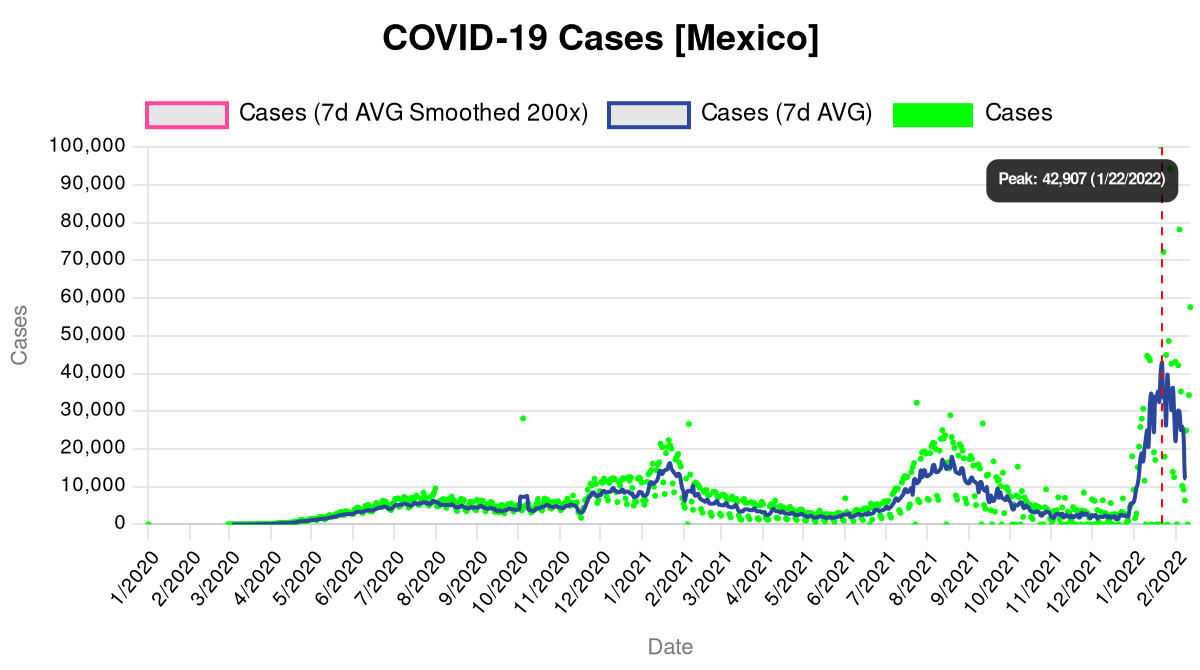 COVID-19 Cases [Mexico]
Cases (7d AVG Smoothed 200x) Cases (7d AVG) Cases
100,000
Peak: 42,907 (1/22/2022)
90,000
80,000
70,000
60,000
50,000
40,000
30,000
20,000
10,000
0
Cases
1/2020 2/2020 3/2020 4/2020 5/2020 6/2020 7/2020 8/2020 9/2020 10/2020 11/2020 12/2020 1/2021 2/2021 3/2021 4/2021 5/2021 6/2021 7/2021 8/2021 9/2021 10/2021 11/2021 12/2021 1/2022 2/2022
Date